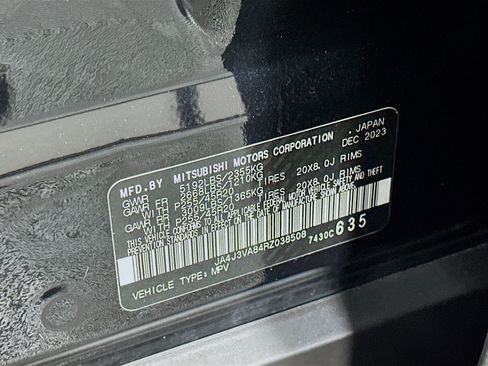 MFD.BY MITSUBISHI MOTORS CORPORATION, JAPAN
GVWR 5192LBS/2355KG DEC 2023
GAWR FR 2668LBS/1210KG
WITH P255/45R20 TIRES 20X8.0J RIMS
GAWR RR 3009LBS/1365KG
WITH P255/45R20 TIRES 20X8.0J RIMS
THIS VEHICLE CONFORMS TO ALL APPLICABLE
FEDERAL MOTOR VEHICLE SAFETY, BUMPER,
AND THEFT PREVENTION STANDARDS IN EFFECT ON
THE DATE OF MANUFACTURE SHOWN ABOVE.
JA4J3VA84RZ038508 7430C 635
VEHICLE TYPE: MPV